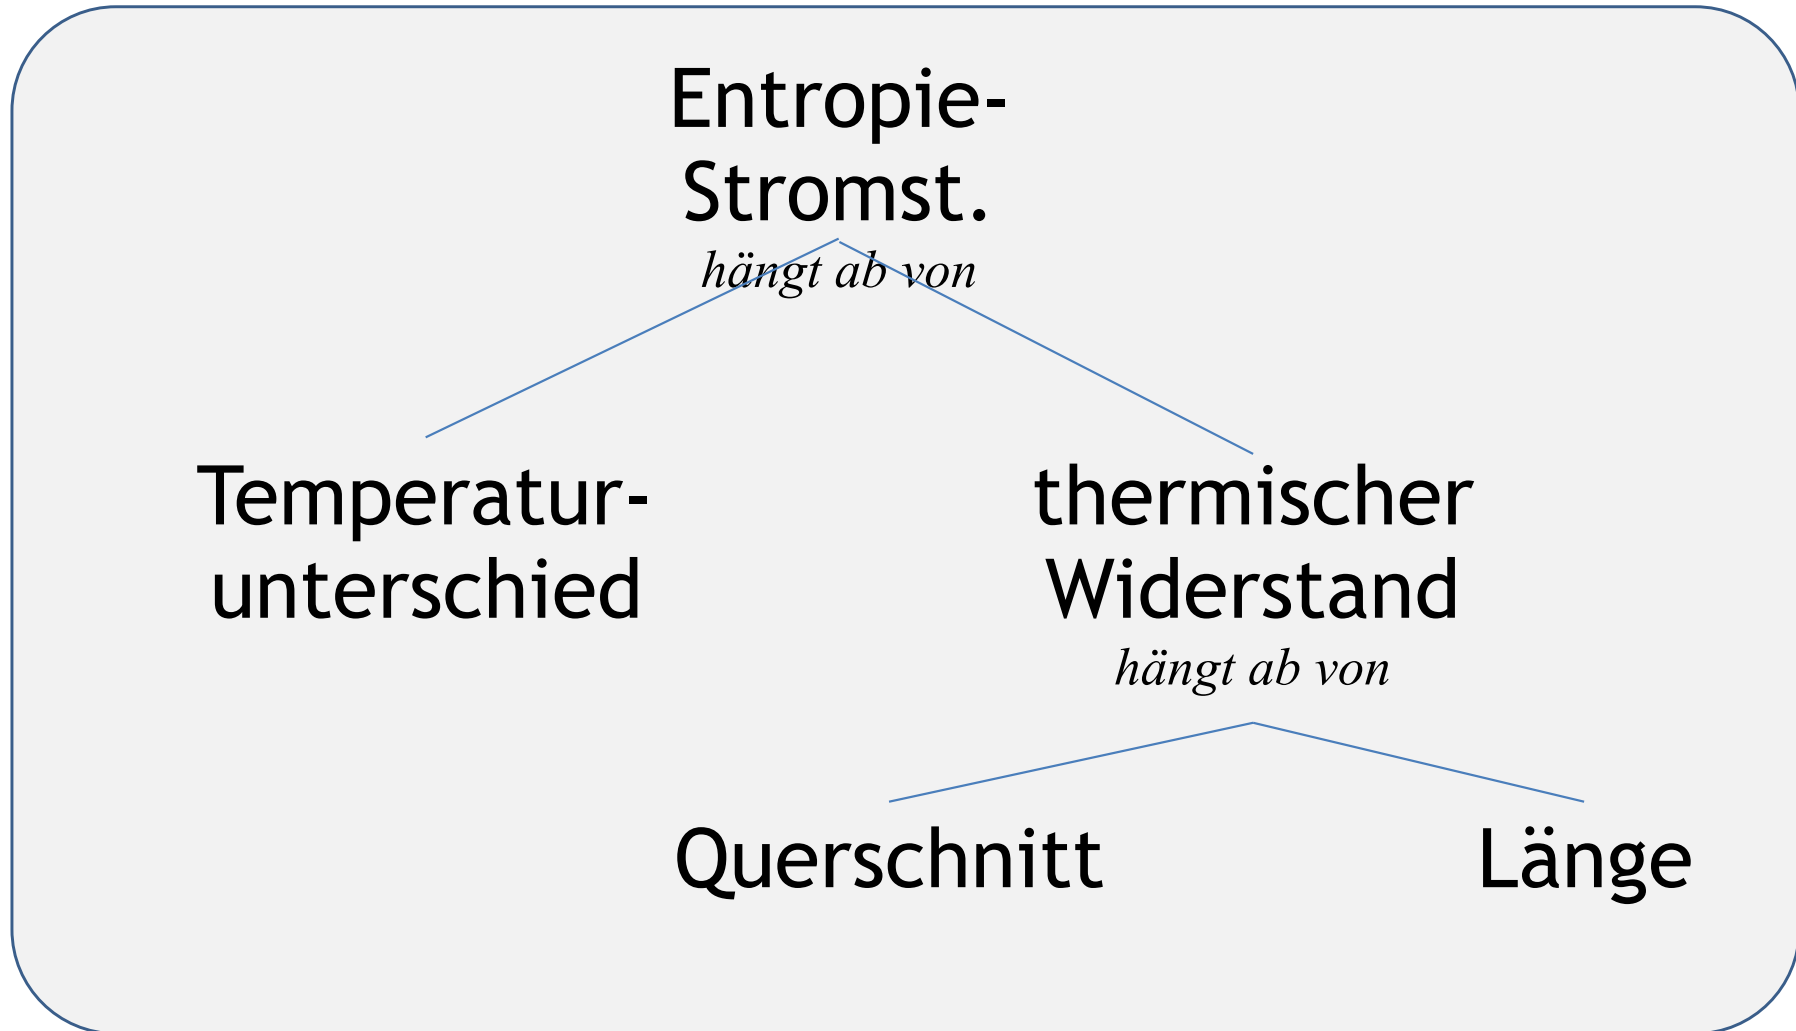 Entropie-
Stromst.
hängt ab von
Temperatur-
unterschied
thermischer
Widerstand
hängt ab von
Querschnitt
Länge